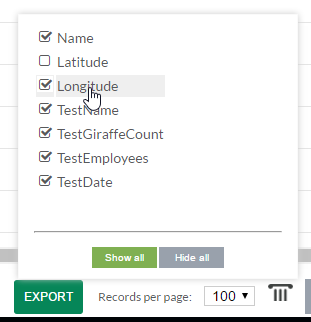 Name
Latitude
Longitude
TestName
TestGiraffeCount
TestEmployees
TestDate
Show all Hide all
EXPORT Records per page: 100